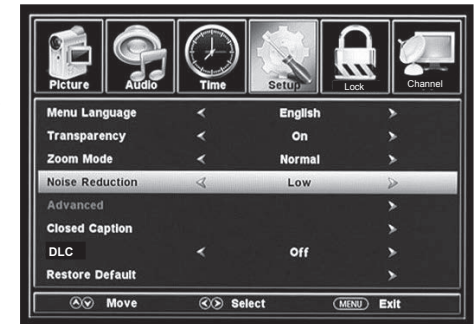 Picture Audio Time Setup Lock Channel
Menu Language English
Transparency On
Zoom Mode Normal
Noise Reduction Low
Advanced
Closed Caption
DLC Off
Restore Default
Move Select MENU Exit